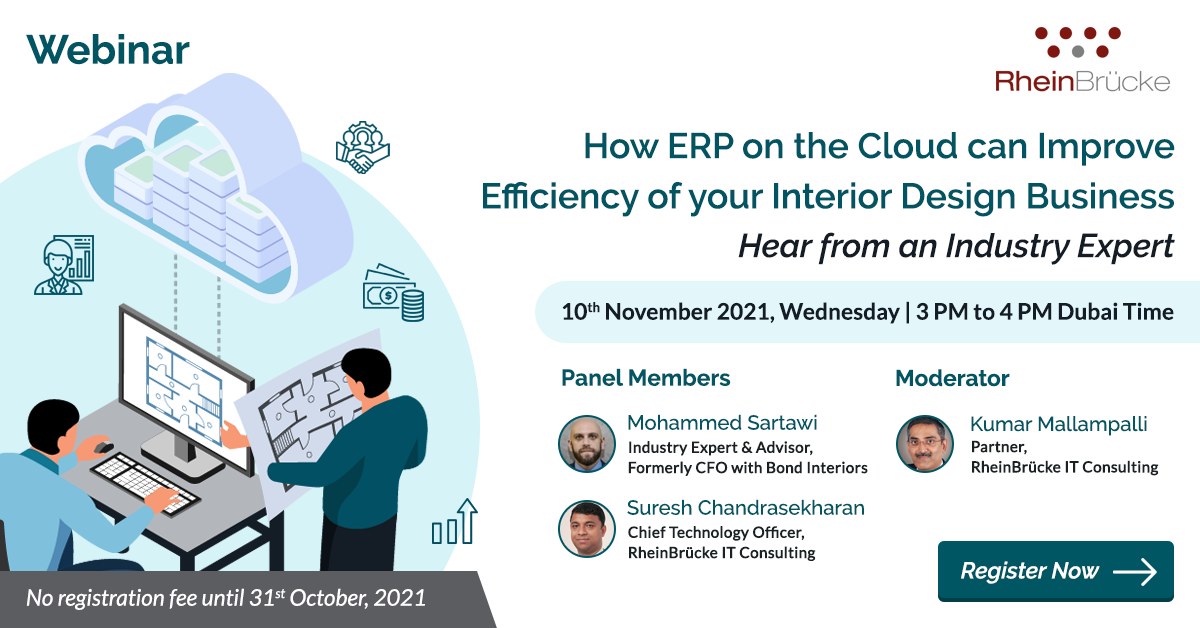 Webinar
RheinBrücke
How ERP on the Cloud can Improve
Efficiency of your Interior Design Business
Hear from an Industry Expert
10th November 2021, Wednesday | 3 PM to 4 PM Dubai Time
Panel Members
Mohammed Sartawi
Industry Expert & Advisor,
Formerly CFO with Bond Interiors
Suresh Chandrasekharan
Chief Technology Officer,
RheinBrücke IT Consulting
Moderator
Kumar Mallampalli
Partner,
RheinBrücke IT Consulting
Register Now
No registration fee until 31st October, 2021